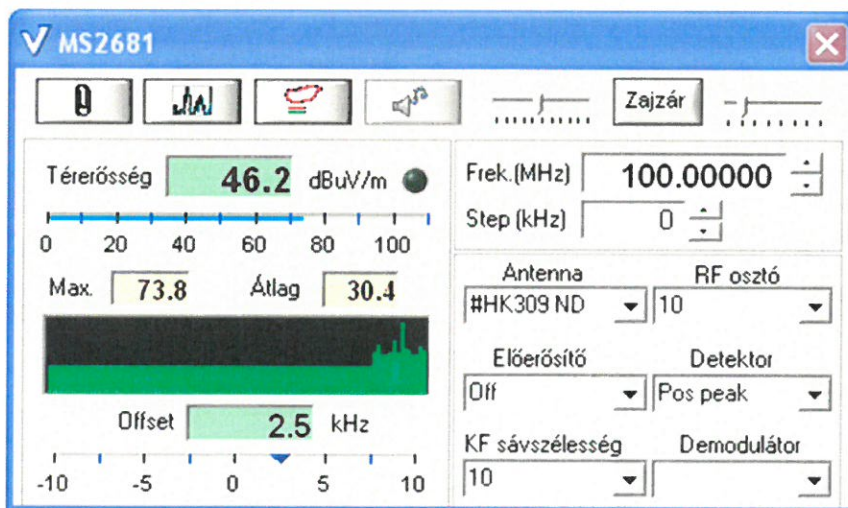 MS2681
Zajzár
Térerősség 46.2 dBuV/m
0 20 40 60 80 100
Max. 73.8 Átlag 30.4
Offset 2.5 kHz
-10 -5 0 5 10
Frek.(MHz) 100.00000
Step (kHz) 0
Antenna RF osztó
#HK309 ND 10
Előerősítő Detektor
Off Pos peak
KF sávszélesség Demodulátor
10